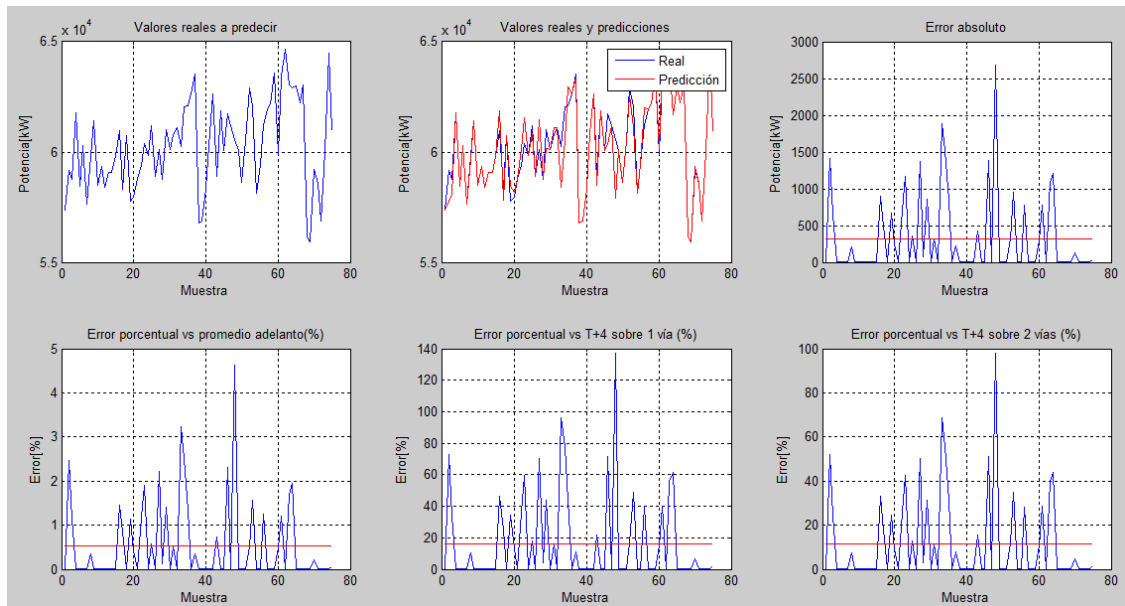 Valores reales a predecir
x 10^4
6.5
6
5.5
Potencia[kW]
0 20 40 60 80
Muestra
Valores reales y predicciones
x 10^4
6.5
6
5.5
Potencia[kW]
Real
Predicción
0 20 40 60 80
Muestra
Error absoluto
3000
2500
2000
1500
1000
500
0
Potencia[kW]
0 20 40 60 80
Muestra
Error porcentual vs promedio adelanto(%)
5
4
3
2
1
0
Error[%]
0 20 40 60 80
Muestra
Error porcentual vs T+4 sobre 1 vía (%)
140
120
100
80
60
40
20
0
Error[%]
0 20 40 60 80
Muestra
Error porcentual vs T+4 sobre 2 vías (%)
100
80
60
40
20
0
Error[%]
0 20 40 60 80
Muestra